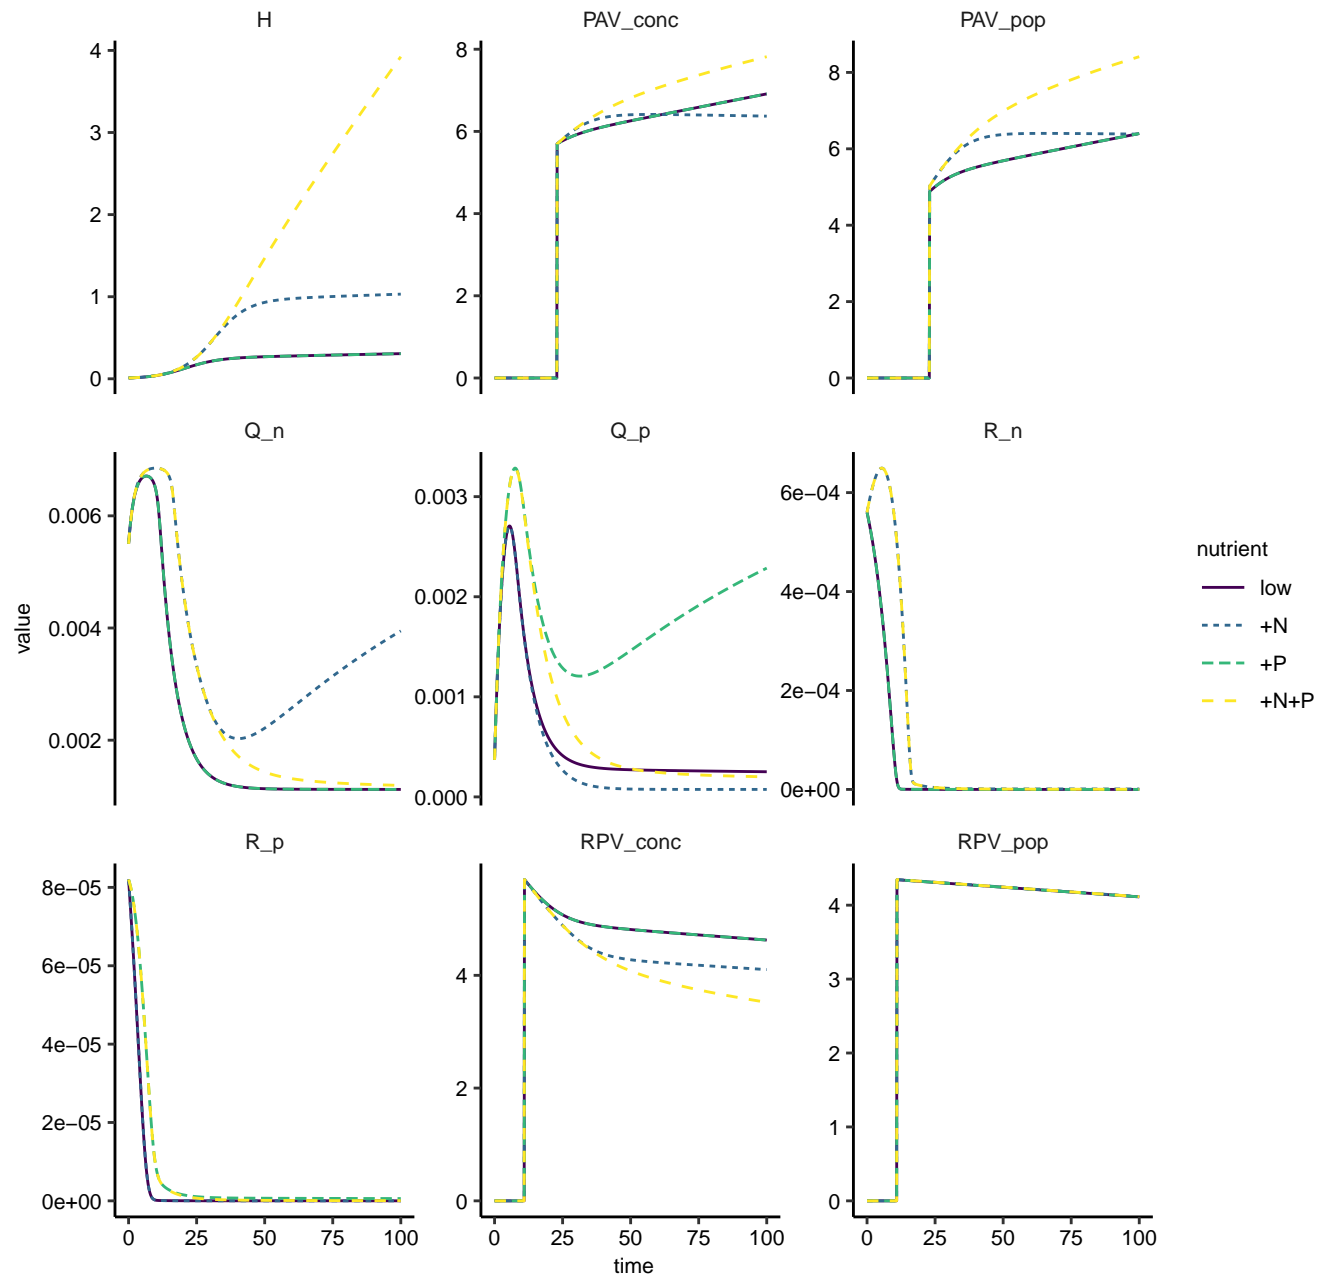 H PAV_conc PAV_pop
4
3
2
1
0
8
6
4
2
0
8
6
4
2
0
Q_n Q_p R_n
0.006
0.004
0.002
0.003
0.002
0.001
0.000
6e−04
4e−04
2e−04
0e+00
R_p RPV_conc RPV_pop
8e−05
6e−05
4e−05
2e−05
0e+00
4
2
0
4
3
2
1
0
0 25 50 75 100 0 25 50 75 100 0 25 50 75 100
time
value
nutrient
low
+N
+P
+N+P